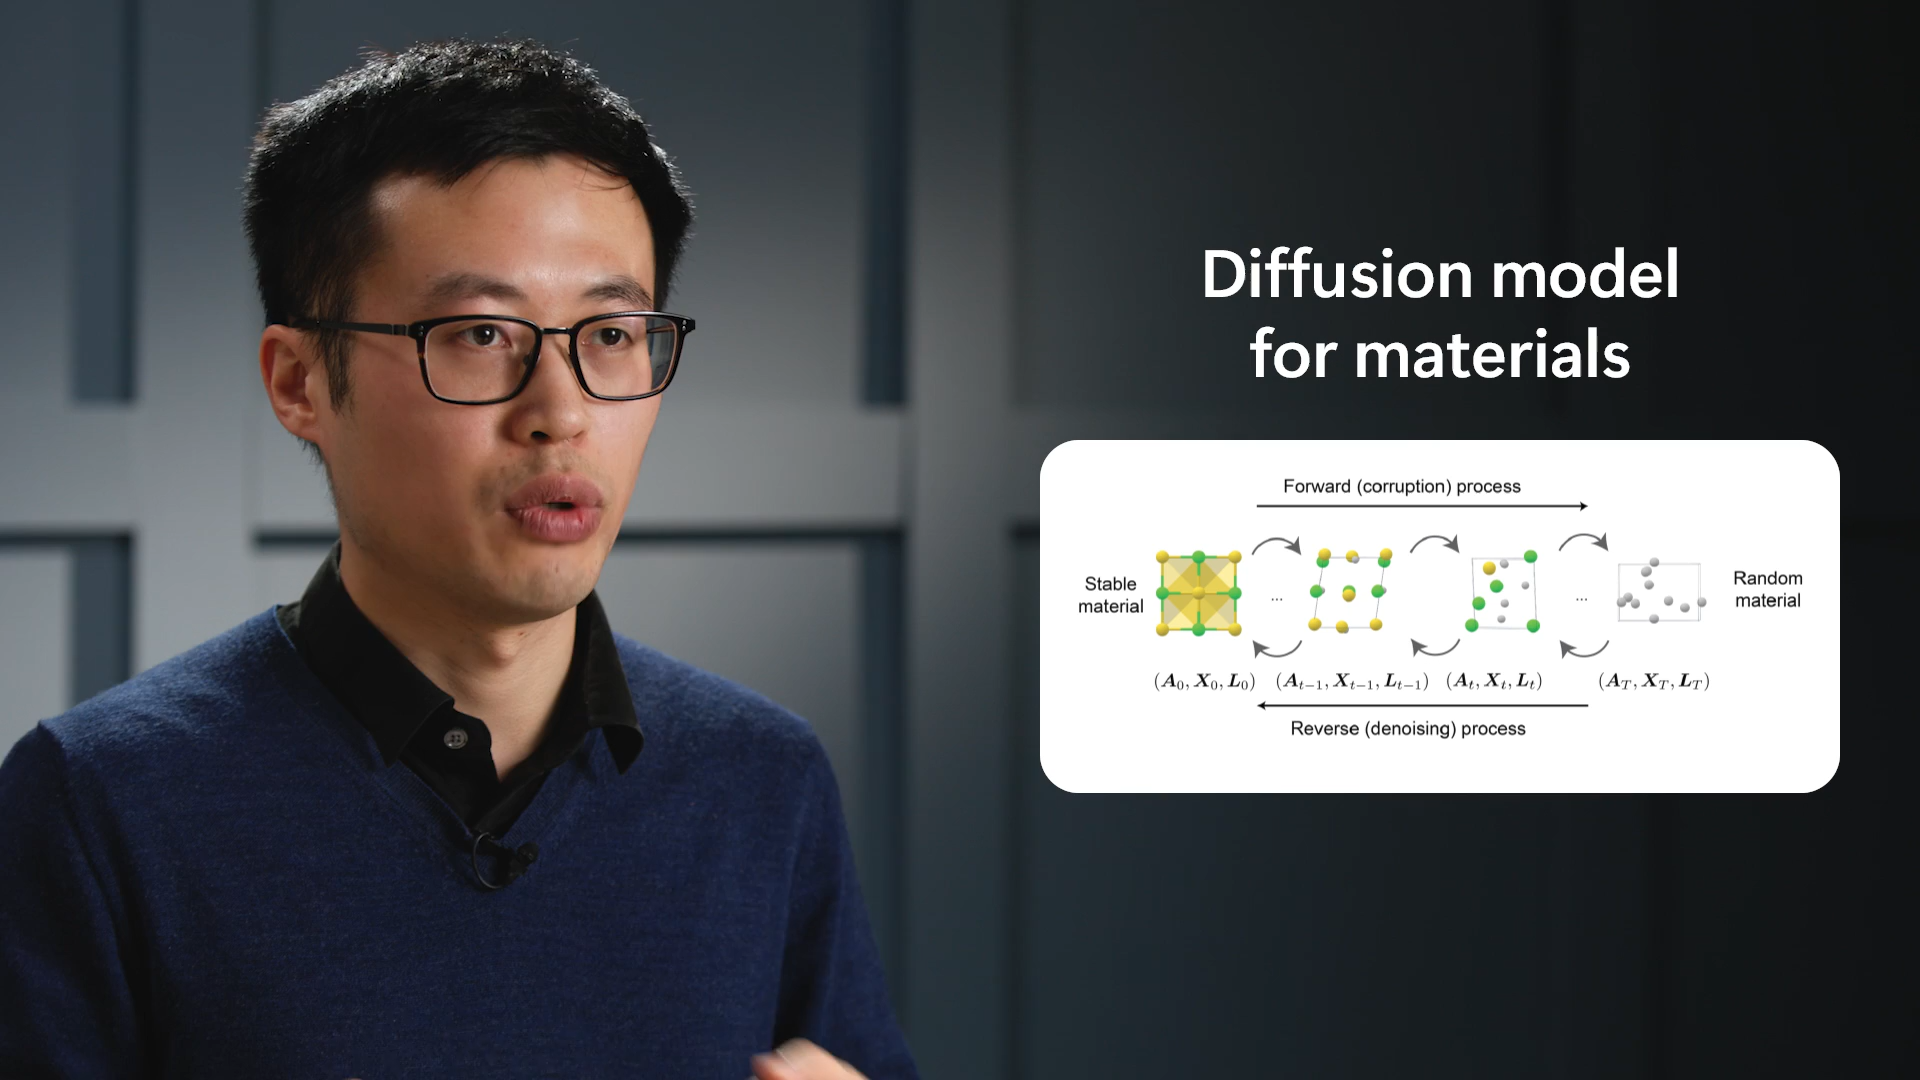 Diffusion model
for materials
Forward (corruption) process
Stable
material
...
...
Random
material
(A₀, X₀, L₀) (Aₜ₋₁, Xₜ₋₁, Lₜ₋₁) (Aₜ, Xₜ, Lₜ) (A_T, X_T, L_T)
Reverse (denoising) process